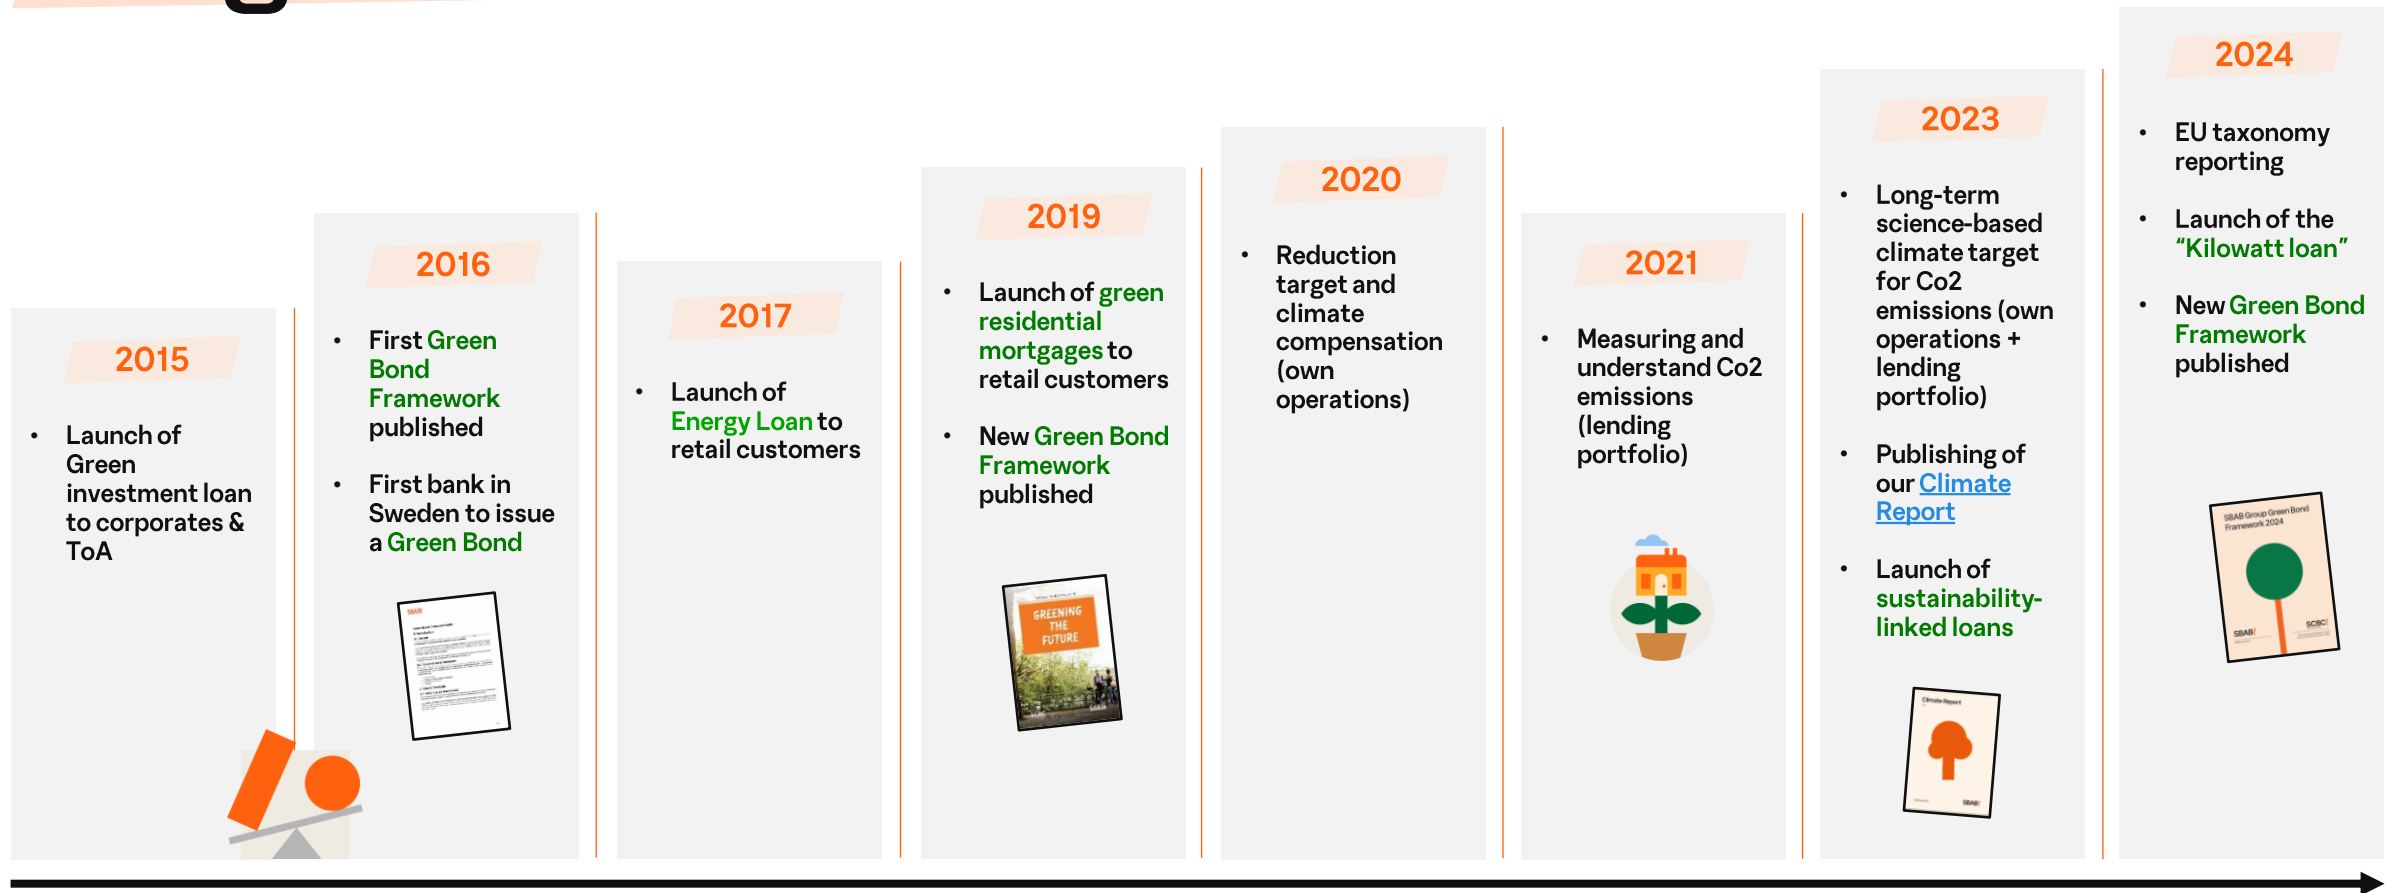 2015
• Launch of
Green
investment loan
to corporates &
ToA
2016
• First Green
Bond
Framework
published
• First bank in
Sweden to issue
a Green Bond
2017
• Launch of
Energy Loan to
retail customers
2019
• Launch of green
residential
mortgages to
retail customers
• New Green Bond
Framework
published
GREENING
THE
FUTURE
2020
• Reduction
target and
climate
compensation
(own
operations)
2021
• Measuring and
understand Co2
emissions
(lending
portfolio)
2023
• Long-term
science-based
climate target
for Co2
emissions (own
operations +
lending
portfolio)
• Publishing of
our Climate
Report
• Launch of
sustainability-
linked loans
Climate Report
SBAB!
2024
• EU taxonomy
reporting
• Launch of the
“Kilowatt loan”
• New Green Bond
Framework
published
SBAB Group Green Bond
Framework 2024
SBAB!
SCBC!